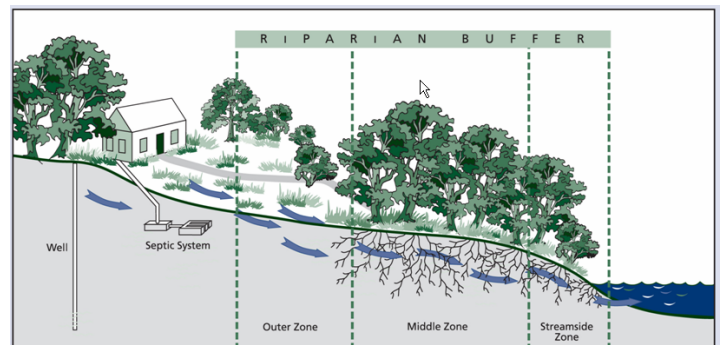 RIPARIAN BUFFER
Well
Septic System
Outer Zone
Middle Zone
Streamside
Zone